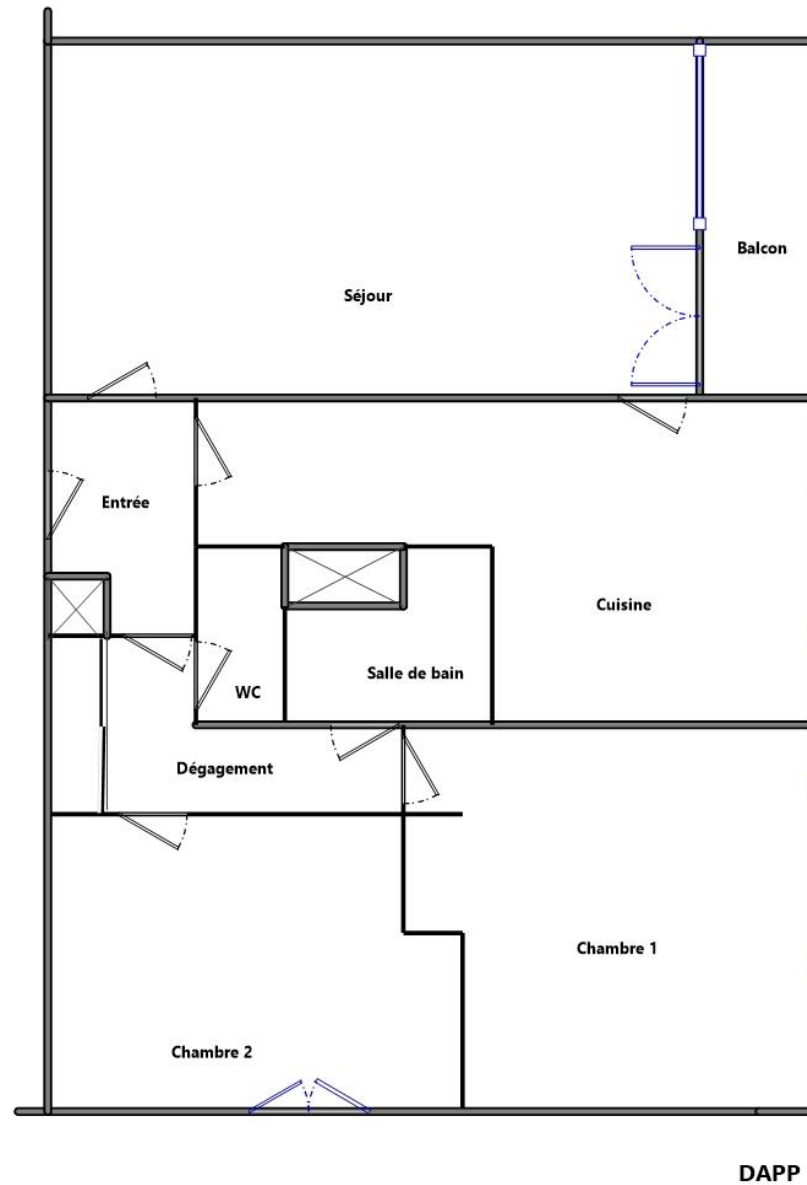 Balcon
Séjour
Entrée
Cuisine
Salle de bain
WC
Dégagement
Chambre 1
Chambre 2
DAPP